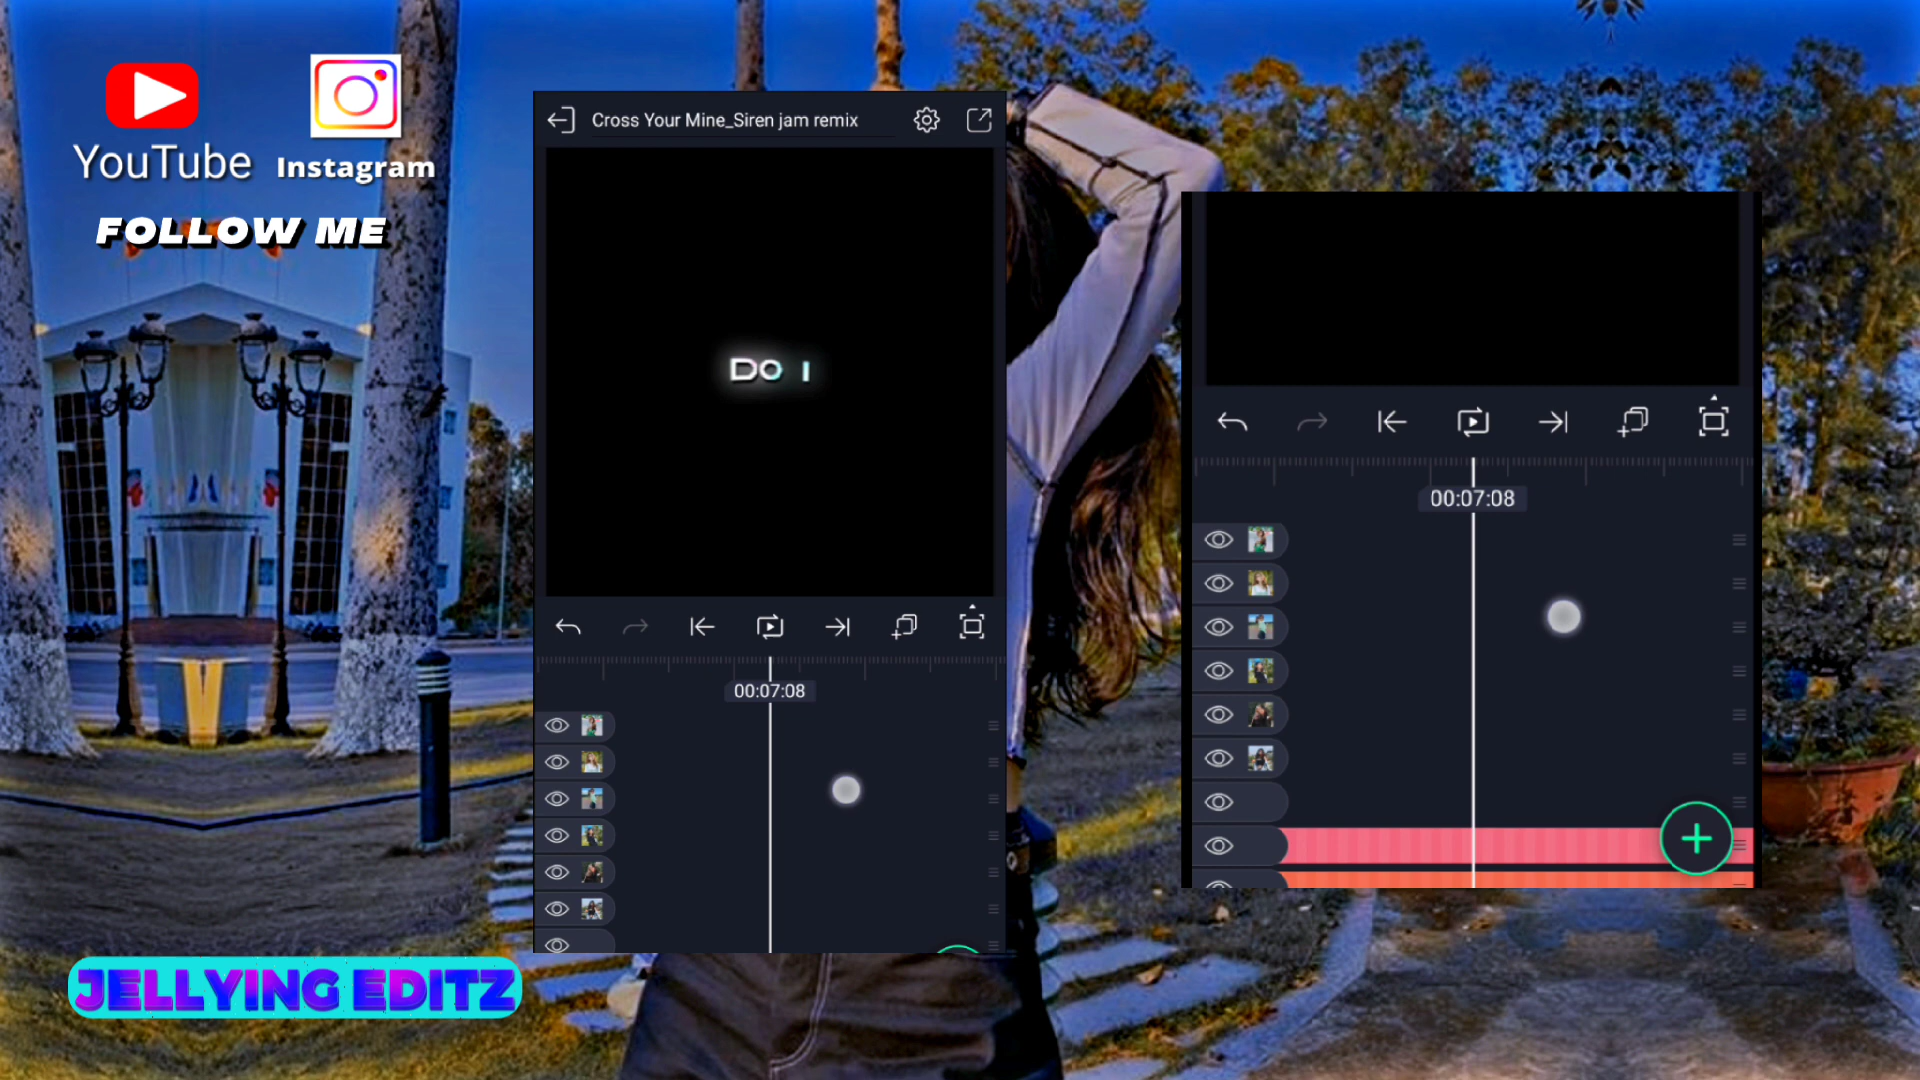 YouTube
Instagram
FOLLOW ME
Cross Your Mine_Siren jam remix
DO I
00:07:08
00:07:08
JELLYING EDITZ